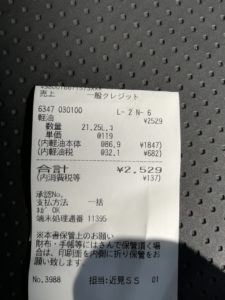 売上 一般クレジット
6347 030100 L-2 N-6
軽油 ¥2529
数量 21.25L,ｽ
単価 @119
(内軽油本体 @86.9 ¥1847)
(内軽油税 @32.1 ¥682)
合計 ¥2,529
(内消費税等 ¥137)
承認No.
支払方法 一括
ｶｷﾞ OK
端末処理通番 11395
※本書保管上のお願い
財布・手帳等にはさんで保管頂く場
合は、印刷面を内側に折り保管をお
願い致します
No.3988 担当:近見SS 01